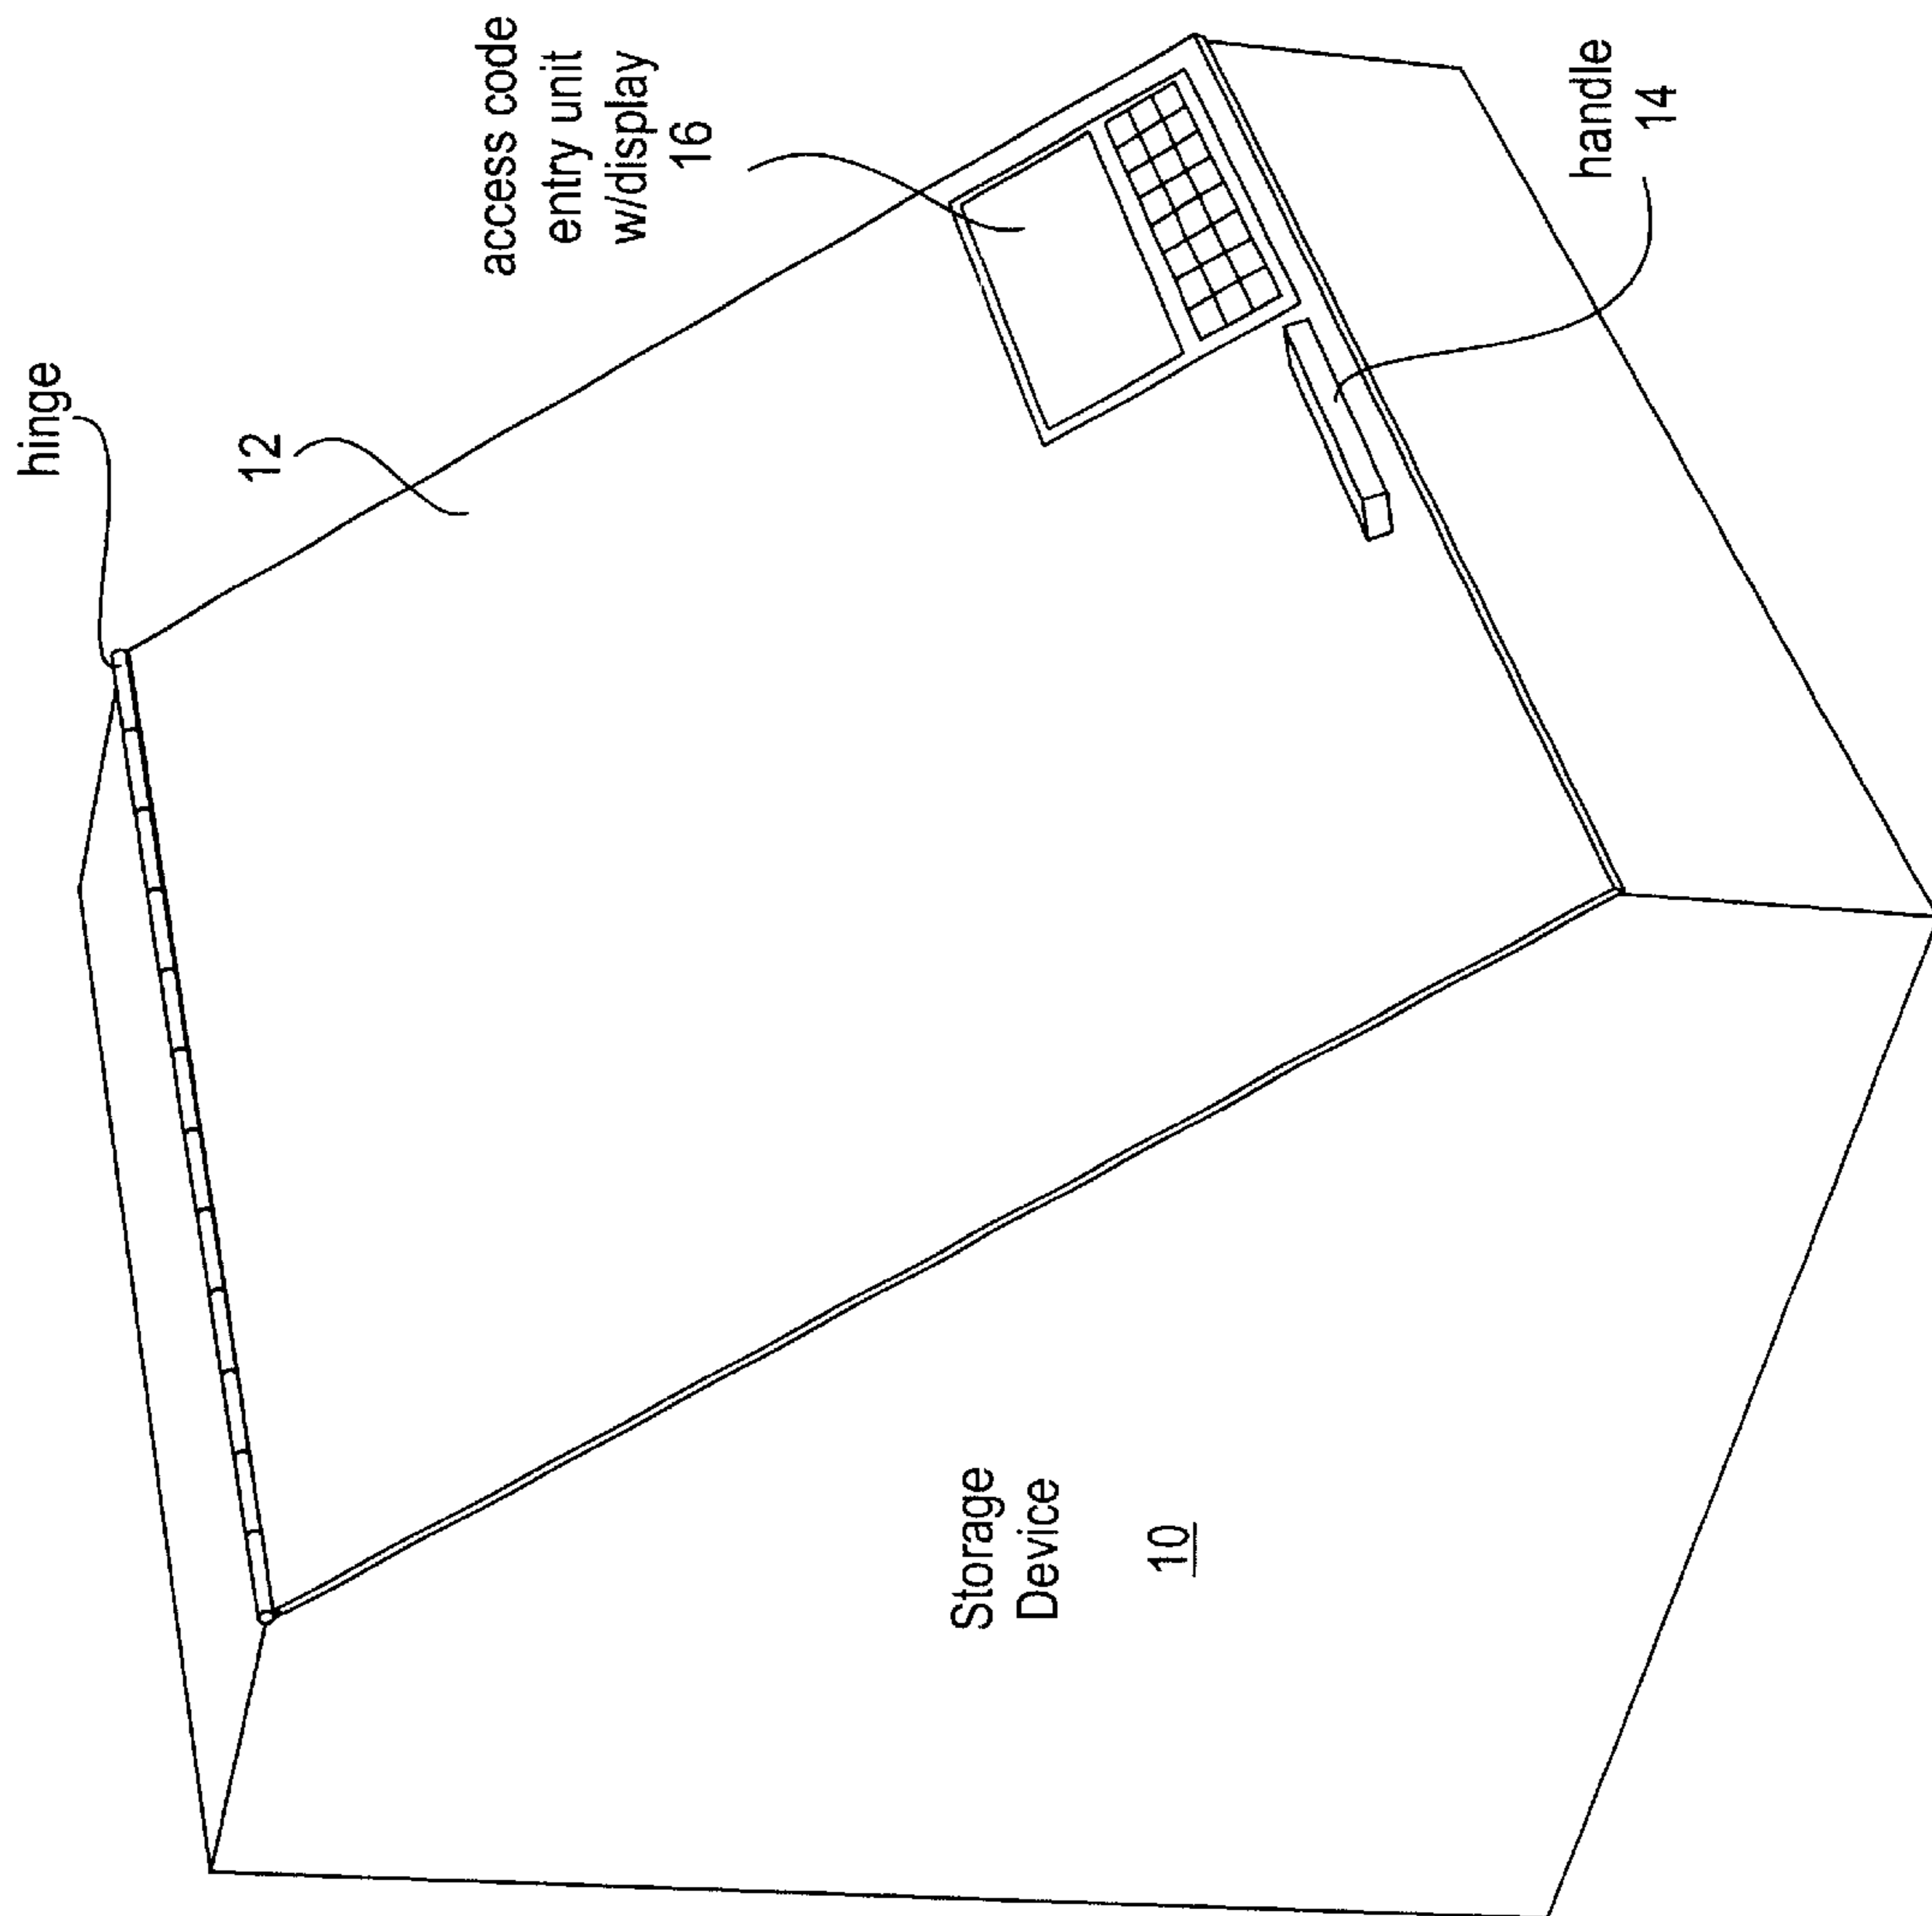 hinge
12
access code
entry unit
w/display
16
Storage
Device
10
handle
14